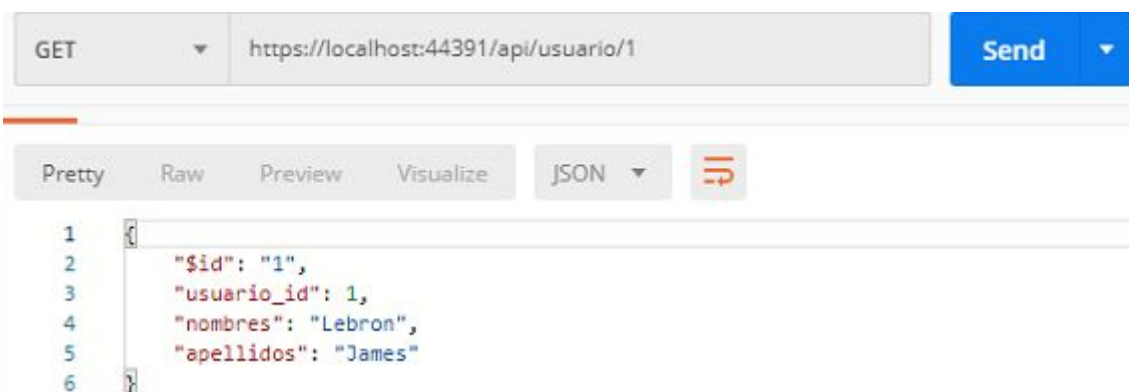 GET https://localhost:44391/api/usuario/1 Send
Pretty Raw Preview Visualize JSON
1 {
2 "$id": "1",
3 "usuario_id": 1,
4 "nombres": "Lebron",
5 "apellidos": "James"
6 }